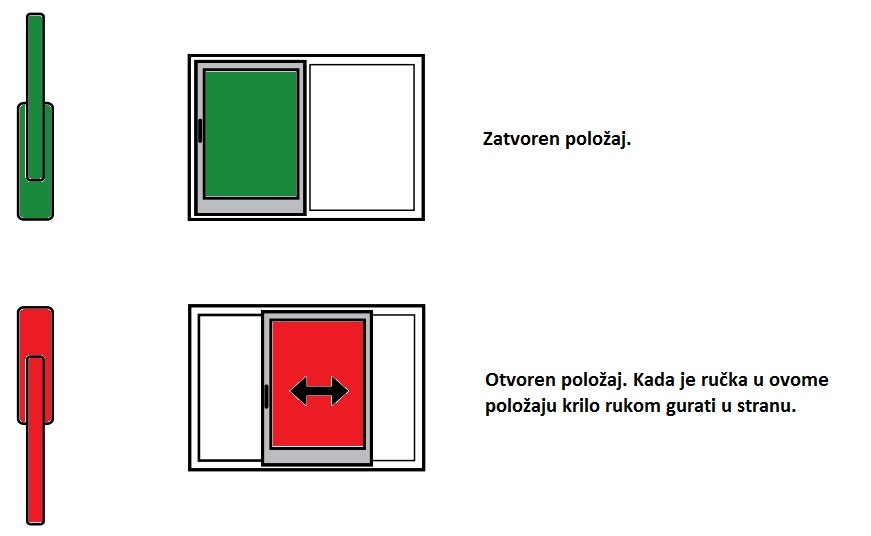 Zatvoren položaj.
Otvoren položaj. Kada je ručka u ovome
položaju krilo rukom gurati u stranu.